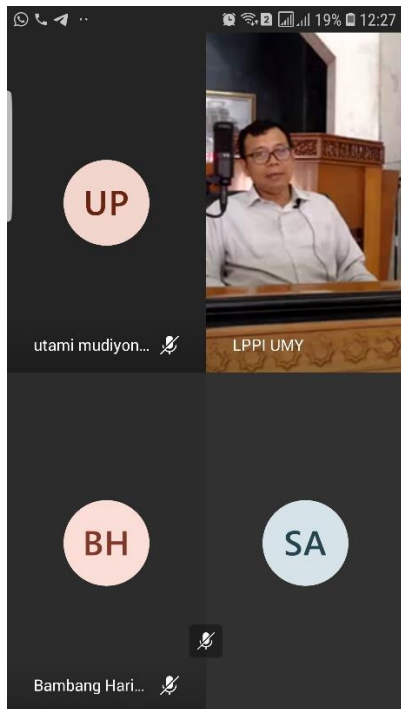 19% 12:27
UP
utami mudiyon...
LPPI UMY
BH
SA
Bambang Hari...